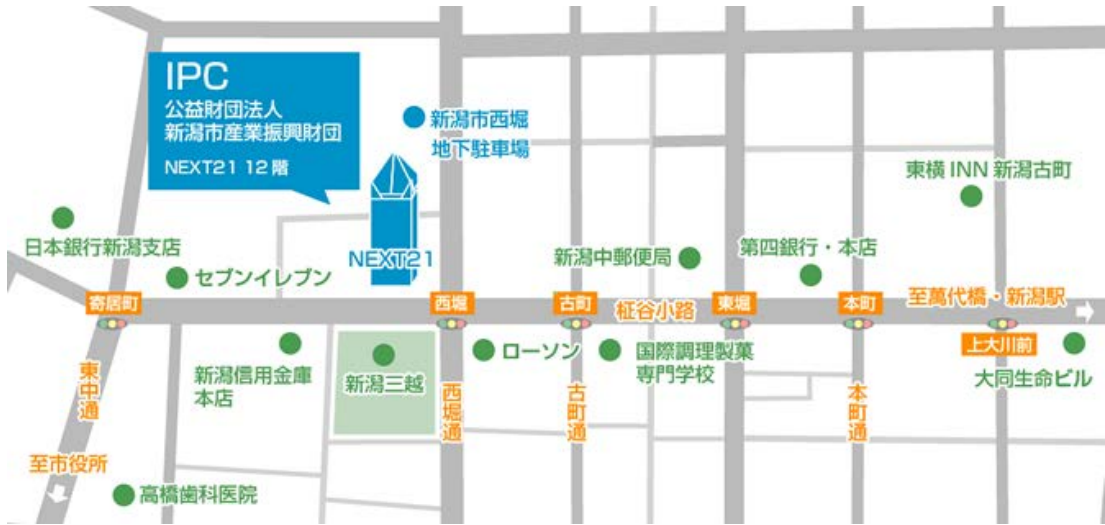 IPC
公益財団法人
新潟市産業振興財団
NEXT21 12階
新潟市西堀
地下駐車場
東横 INN 新潟古町
日本銀行新潟支店
セブンイレブン
NEXT21
新潟中郵便局
第四銀行・本店
寄居町
西堀
古町
柾谷小路
東堀
本町
至萬代橋・新潟駅
上大川前
東中通
新潟信用金庫
本店
新潟三越
西堀通
ローソン
古町通
国際調理製菓
専門学校
本町通
大同生命ビル
至市役所
高橋歯科医院